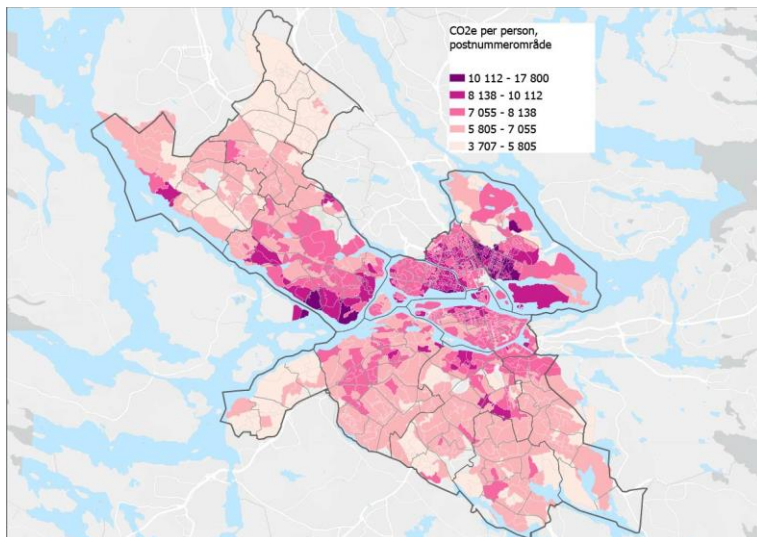 CO2e per person,
postnummerområde
10 112 - 17 800
8 138 - 10 112
7 055 - 8 138
5 805 - 7 055
3 707 - 5 805